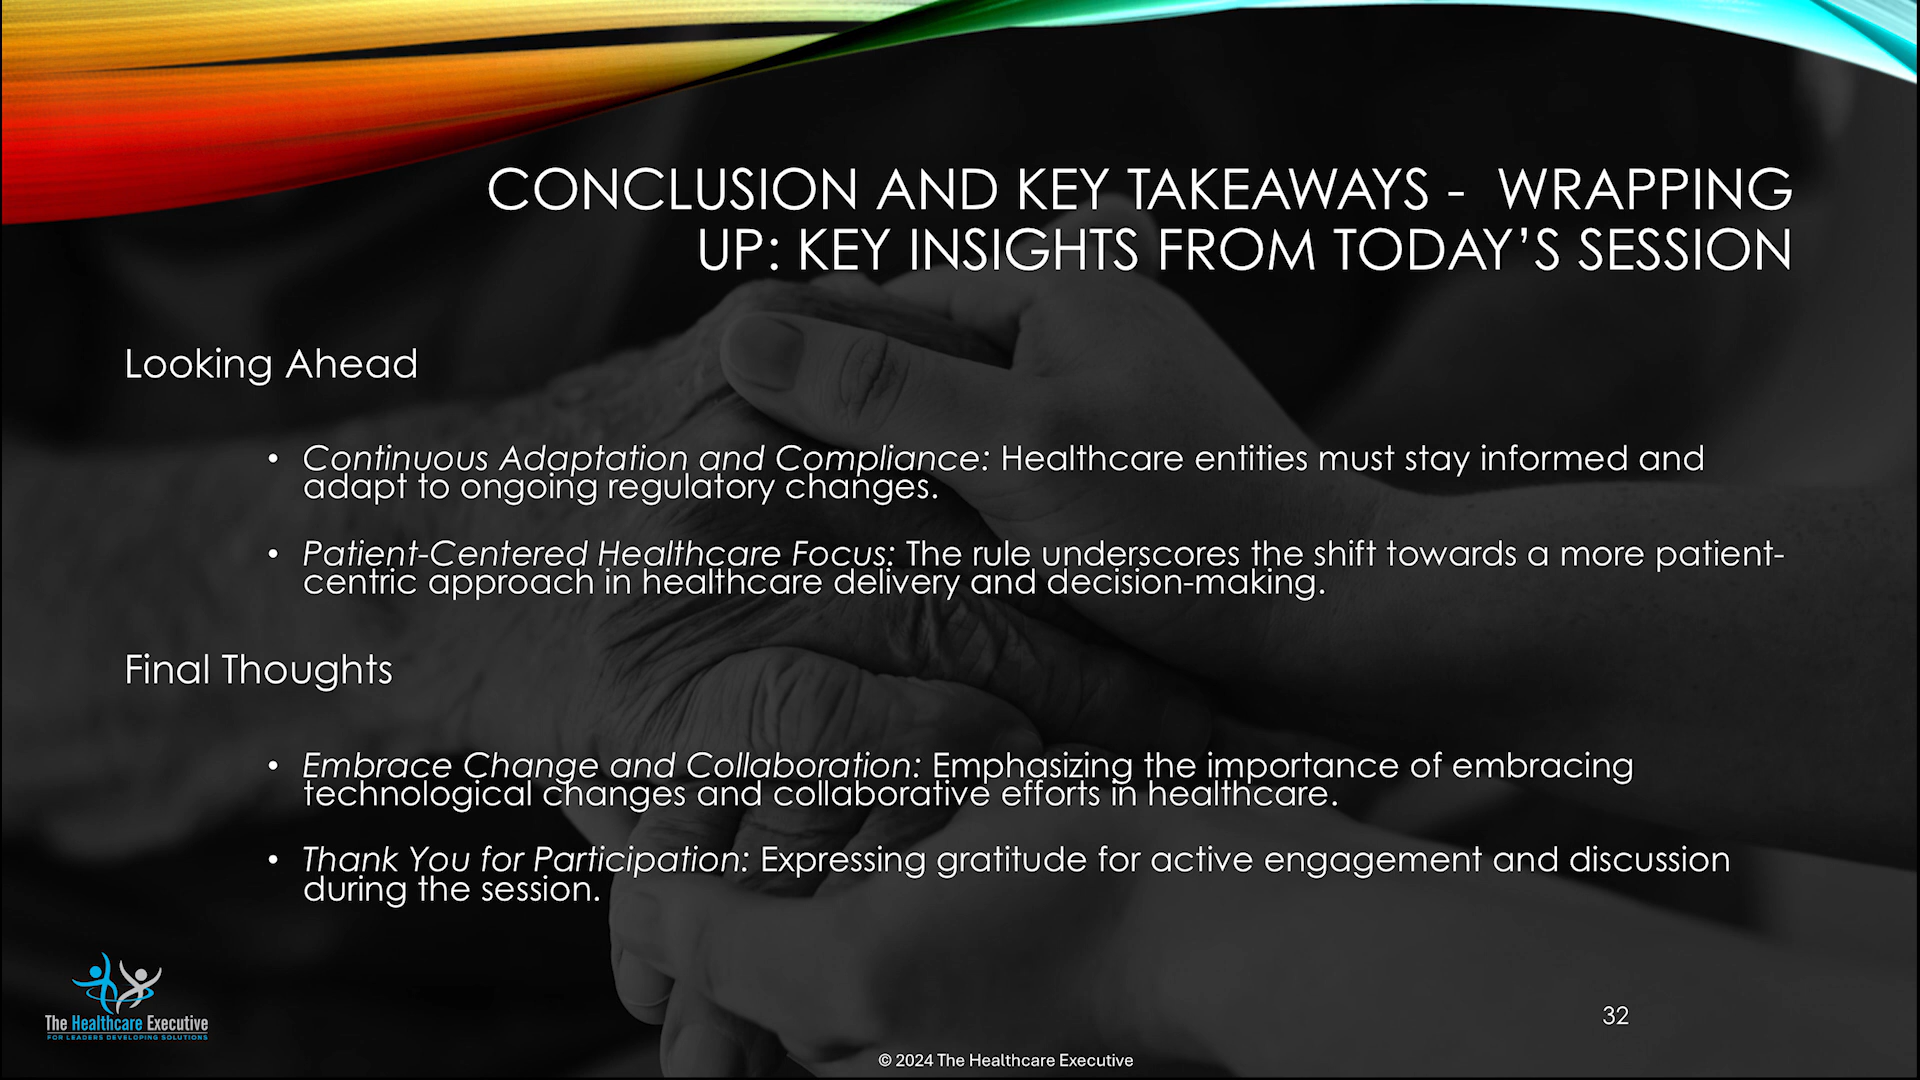 CONCLUSION AND KEY TAKEAWAYS -  WRAPPING
UP: KEY INSIGHTS FROM TODAY’S SESSION
Looking Ahead
• Continuous Adaptation and Compliance: Healthcare entities must stay informed and
adapt to ongoing regulatory changes.
• Patient-Centered Healthcare Focus: The rule underscores the shift towards a more patient-
centric approach in healthcare delivery and decision-making.
Final Thoughts
• Embrace Change and Collaboration: Emphasizing the importance of embracing
technological changes and collaborative efforts in healthcare.
• Thank You for Participation: Expressing gratitude for active engagement and discussion
during the session.
The Healthcare Executive
FOR LEADERS DEVELOPING SOLUTIONS
32
© 2024 The Healthcare Executive